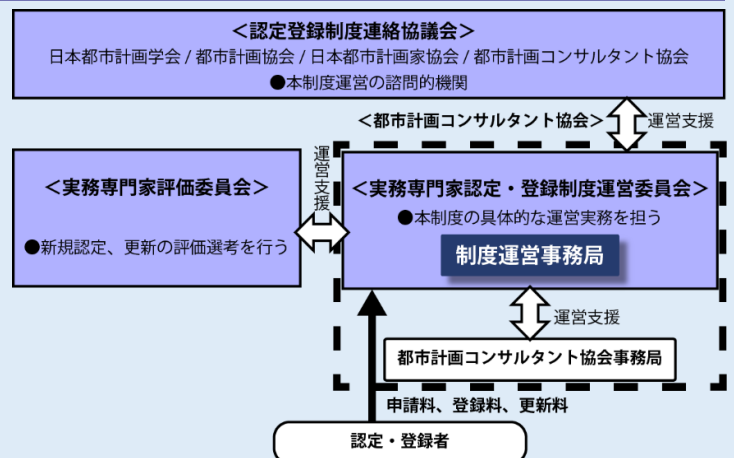 ＜認定登録制度連絡協議会＞
日本都市計画学会 / 都市計画協会 / 日本都市計画家協会 / 都市計画コンサルタント協会
●本制度運営の諮問的機関
＜都市計画コンサルタント協会＞
運営支援
＜実務専門家評価委員会＞
●新規認定、更新の評価選考を行う
運営支援
＜実務専門家認定・登録制度運営委員会＞
●本制度の具体的な運営実務を担う
制度運営事務局
運営支援
都市計画コンサルタント協会事務局
申請料、登録料、更新料
認定・登録者